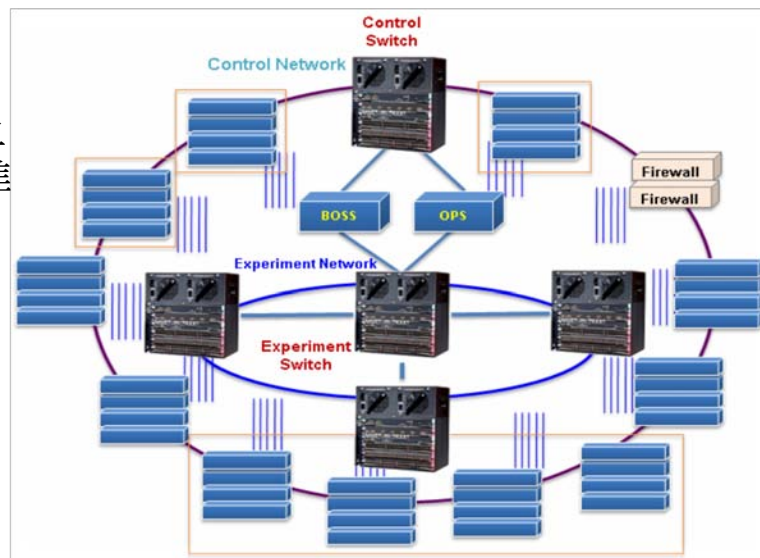 Control
Switch
Control Network
Firewall
Firewall
BOSS
OPS
Experiment Network
Experiment
Switch